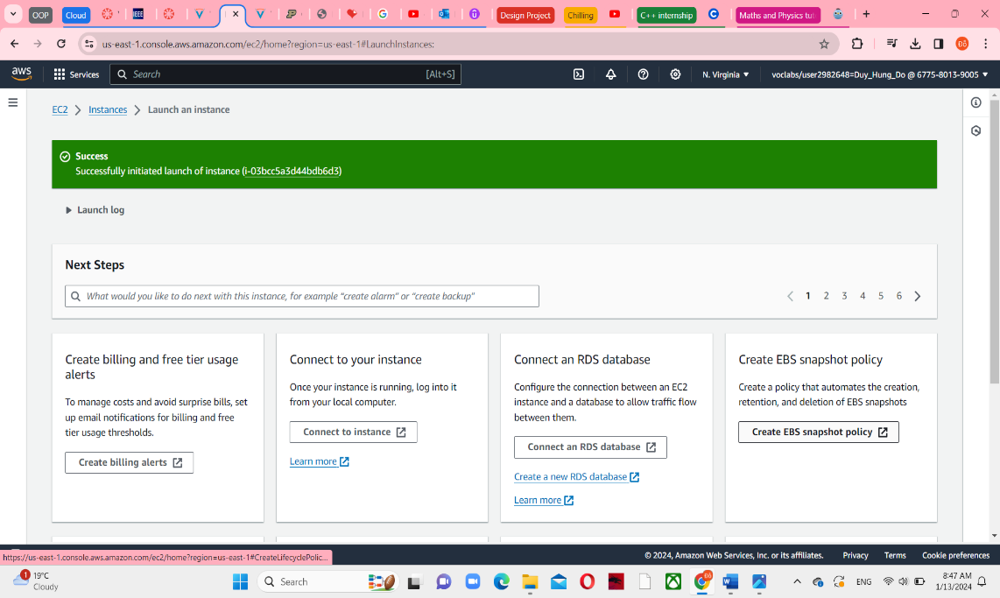 OOP
Cloud
IEEE
Design Project
Chilling
C++ internship
Maths and Physics tut
us-east-1.console.aws.amazon.com/ec2/home?region=us-east-1#LaunchInstances:
aws
Services
Search
[Alt+S]
N. Virginia
voclabs/user2982648=Duy_Hung_Do @ 6775-8013-9005
EC2
Instances
Launch an instance
Success
Successfully initiated launch of instance (i-03bcc5a3d44bdb6d3)
Launch log
Next Steps
What would you like to do next with this instance, for example "create alarm" or "create backup"
1 2 3 4 5 6
Create billing and free tier usage
alerts
To manage costs and avoid surprise bills, set
up email notifications for billing and free
tier usage thresholds.
Create billing alerts
Connect to your instance
Once your instance is running, log into it
from your local computer.
Connect to instance
Learn more
Connect an RDS database
Configure the connection between an EC2
instance and a database to allow traffic flow
between them.
Connect an RDS database
Create a new RDS database
Learn more
Create EBS snapshot policy
Create a policy that automates the creation,
retention, and deletion of EBS snapshots
Create EBS snapshot policy
https://us-east-1.console.aws.amazon.com/ec2/home?region=us-east-1#CreateLifecyclePolic...
© 2024, Amazon Web Services, Inc. or its affiliates.
Privacy
Terms
Cookie preferences
1
19°C
Cloudy
Search
ENG
8:47 AM
1/13/2024